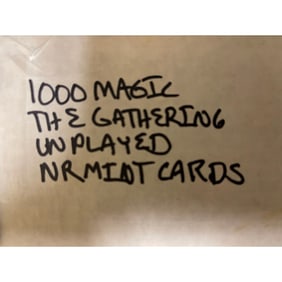 1000 MAGIC
THE GATHERING
UNPLAYED
NRMINT CARDS